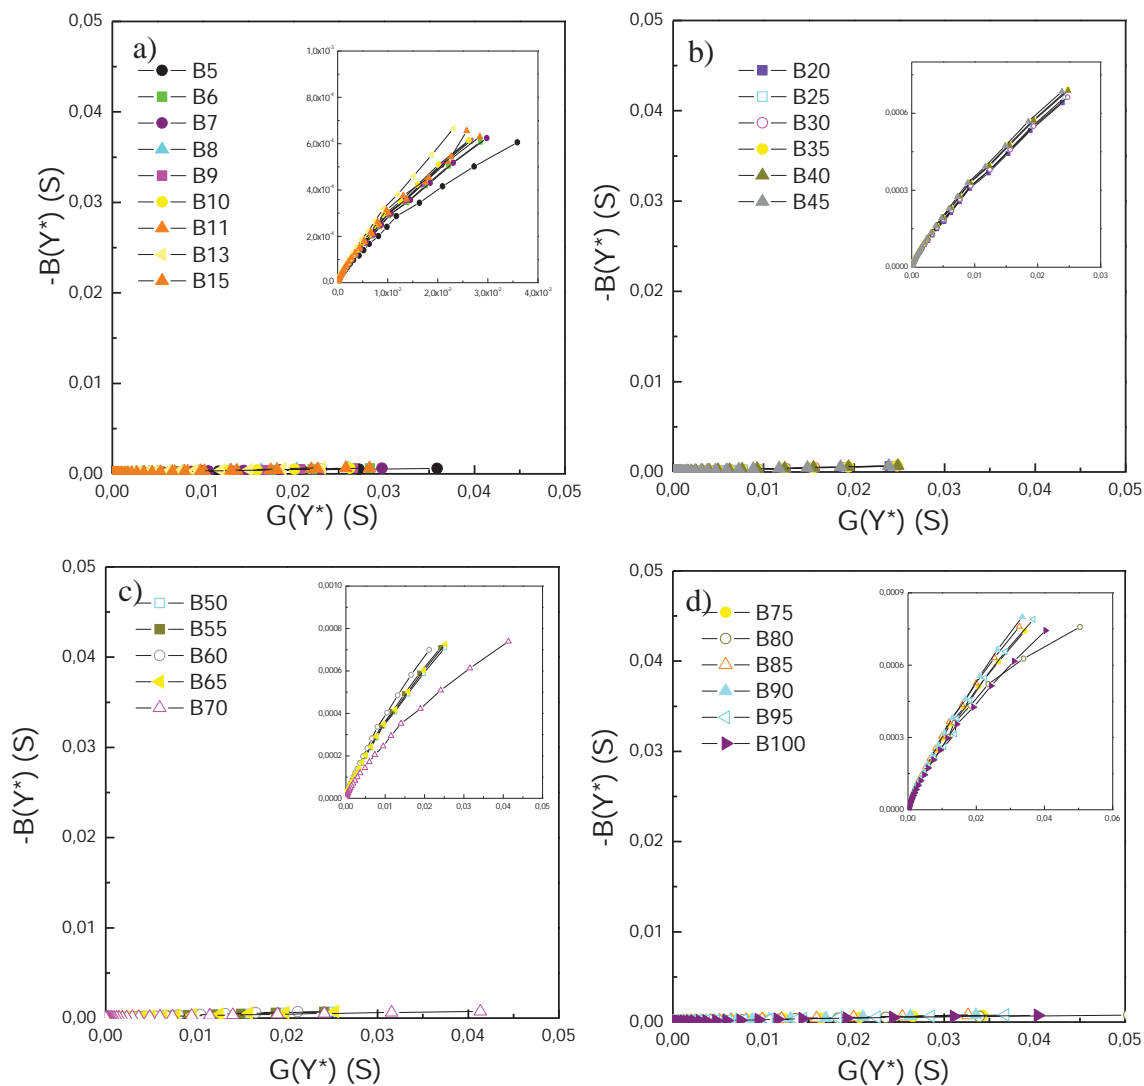 a)
B5
B6
B7
B8
B9
B10
B11
B13
B15
0,05
0,04
0,03
0,02
0,01
0,00
-B(Y*) (S)
0,00 0,01 0,02 0,03 0,04 0,05
G(Y*) (S)
1,0x10⁻³
8,0x10⁻⁴
6,0x10⁻⁴
4,0x10⁻⁴
2,0x10⁻⁴
0,0
0,0 1,0x10⁻² 2,0x10⁻² 3,0x10⁻² 4,0x10⁻²
b)
B20
B25
B30
B35
B40
B45
0,05
0,04
0,03
0,02
0,01
0,00
-B(Y*) (S)
0,00 0,01 0,02 0,03 0,04 0,05
G(Y*) (S)
0,0006
0,0003
0,0000
0,00 0,01 0,02 0,03
c)
B50
B55
B60
B65
B70
0,05
0,04
0,03
0,02
0,01
0,00
-B(Y*) (S)
0,00 0,01 0,02 0,03 0,04 0,05
G(Y*) (S)
0,0010
0,0008
0,0006
0,0004
0,0002
0,0000
0,00 0,01 0,02 0,03 0,04 0,05
d)
B75
B80
B85
B90
B95
B100
0,05
0,04
0,03
0,02
0,01
0,00
-B(Y*) (S)
0,00 0,01 0,02 0,03 0,04 0,05
G(Y*) (S)
0,0009
0,0006
0,0003
0,0000
0,00 0,02 0,04 0,06